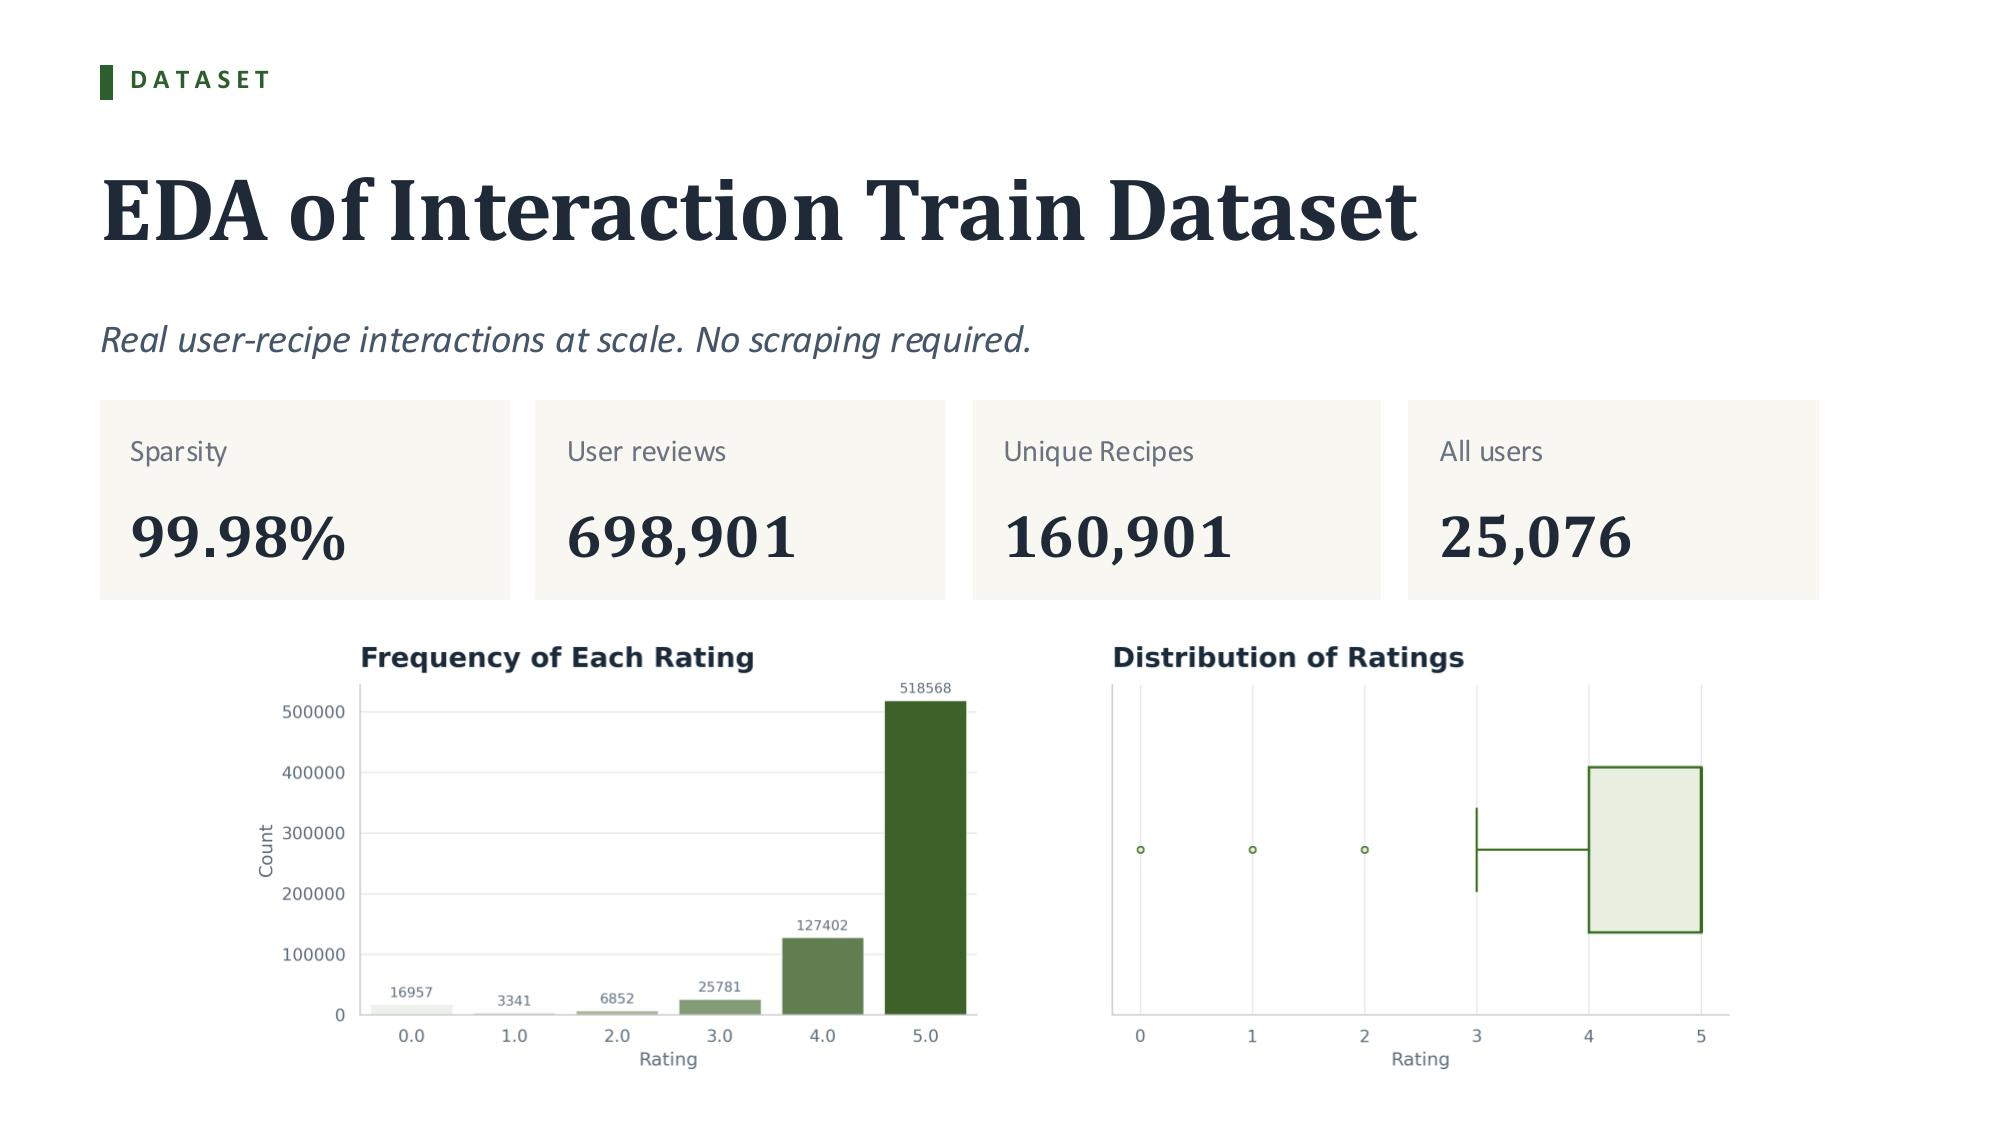 DATASET
EDA of Interaction Train Dataset
Real user-recipe interactions at scale. No scraping required.
Sparsity
99.98%
User reviews
698,901
Unique Recipes
160,901
All users
25,076
Frequency of Each Rating
518568
500000
400000
300000
200000
100000
0
Count
16957
3341
6852
25781
127402
0.0 1.0 2.0 3.0 4.0 5.0
Rating
Distribution of Ratings
0 1 2 3 4 5
Rating